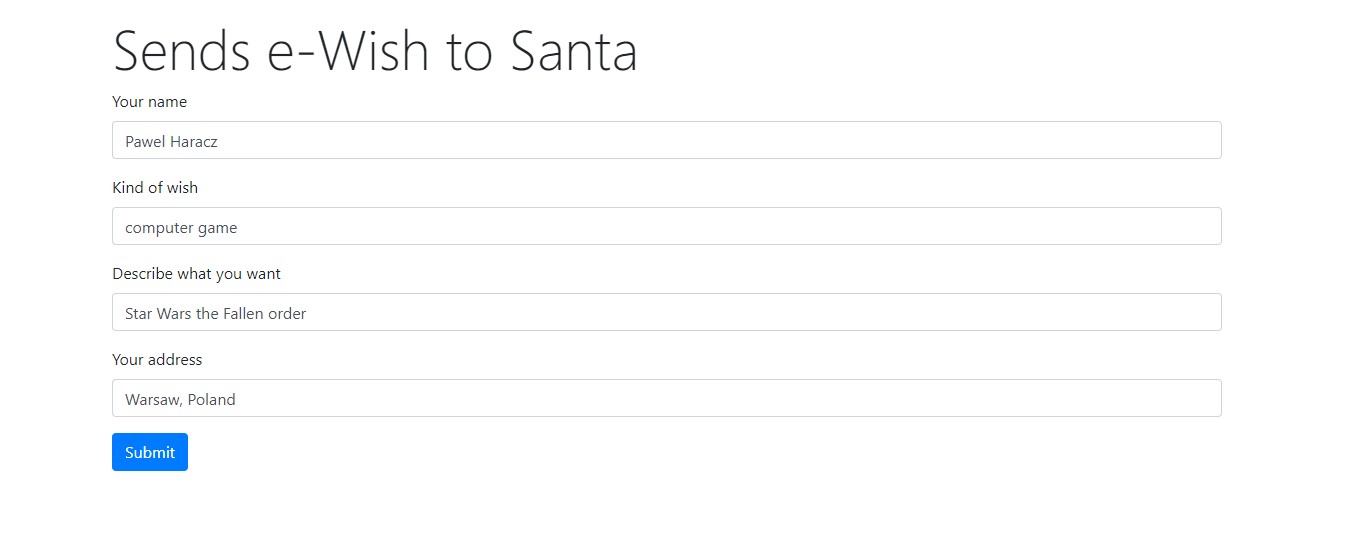 Sends e-Wish to Santa
Your name
Pawel Haracz
Kind of wish
computer game
Describe what you want
Star Wars the Fallen order
Your address
Warsaw, Poland
Submit